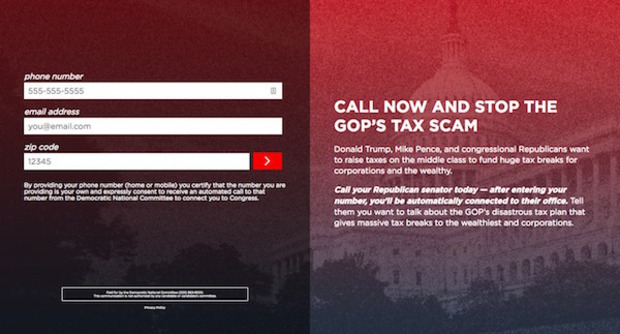 phone number
555-555-5555
email address
you@email.com
zip code
12345
By providing your phone number (home or mobile) you certify that the number you are
providing is your own and expressly consent to receive an automated call to that
number from the Democratic National Committee to connect you to Congress.
Paid for by the Democratic National Committee (202) 863-8000.
This communication is not authorized by any candidate or candidate's committee.
Privacy Policy
CALL NOW AND STOP THE
GOP'S TAX SCAM
Donald Trump, Mike Pence, and congressional Republicans want
to raise taxes on the middle class to fund huge tax breaks for
corporations and the wealthy.
Call your Republican senator today — after entering your
number, you'll be automatically connected to their office. Tell
them you want to talk about the GOP's disastrous tax plan that
gives massive tax breaks to the wealthiest and corporations.